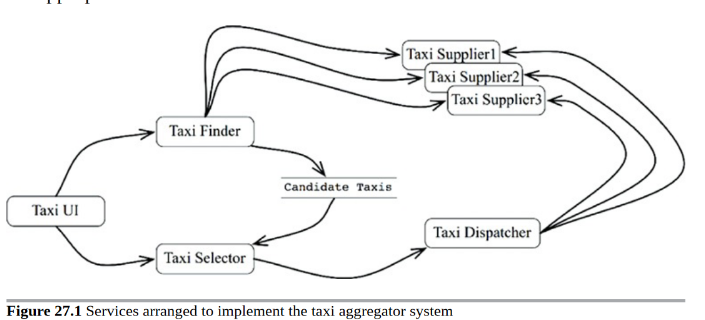 Taxi Supplier1
Taxi Supplier2
Taxi Supplier3
Taxi Finder
Candidate Taxis
Taxi UI
Taxi Dispatcher
Taxi Selector
Figure 27.1 Services arranged to implement the taxi aggregator system